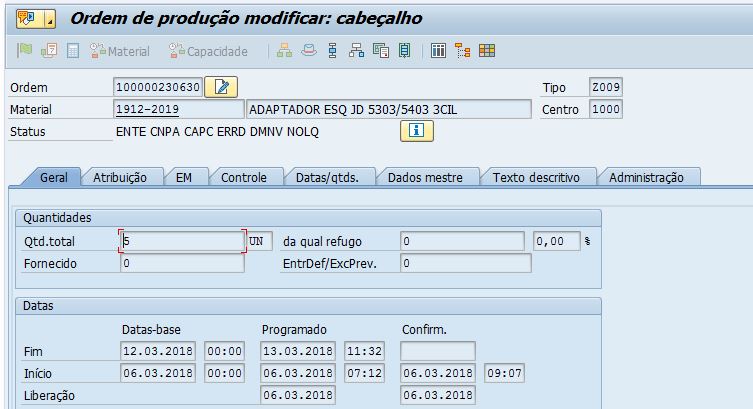 Ordem de produção modificar: cabeçalho
Material Capacidade
Ordem 100000230630 Tipo Z009
Material 1912-2019 ADAPTADOR ESQ JD 5303/5403 3CIL Centro 1000
Status ENTE CNPA CAPC ERRD DMNV NOLQ
Geral Atribuição EM Controle Datas/qtds. Dados mestre Texto descritivo Administração
Quantidades
Qtd.total 5 UN da qual refugo 0 0,00 %
Fornecido 0 EntrDef/ExcPrev. 0
Datas
Datas-base Programado Confirm.
Fim 12.03.2018 00:00 13.03.2018 11:32
Início 06.03.2018 00:00 06.03.2018 07:12 06.03.2018 09:07
Liberação 06.03.2018 06.03.2018